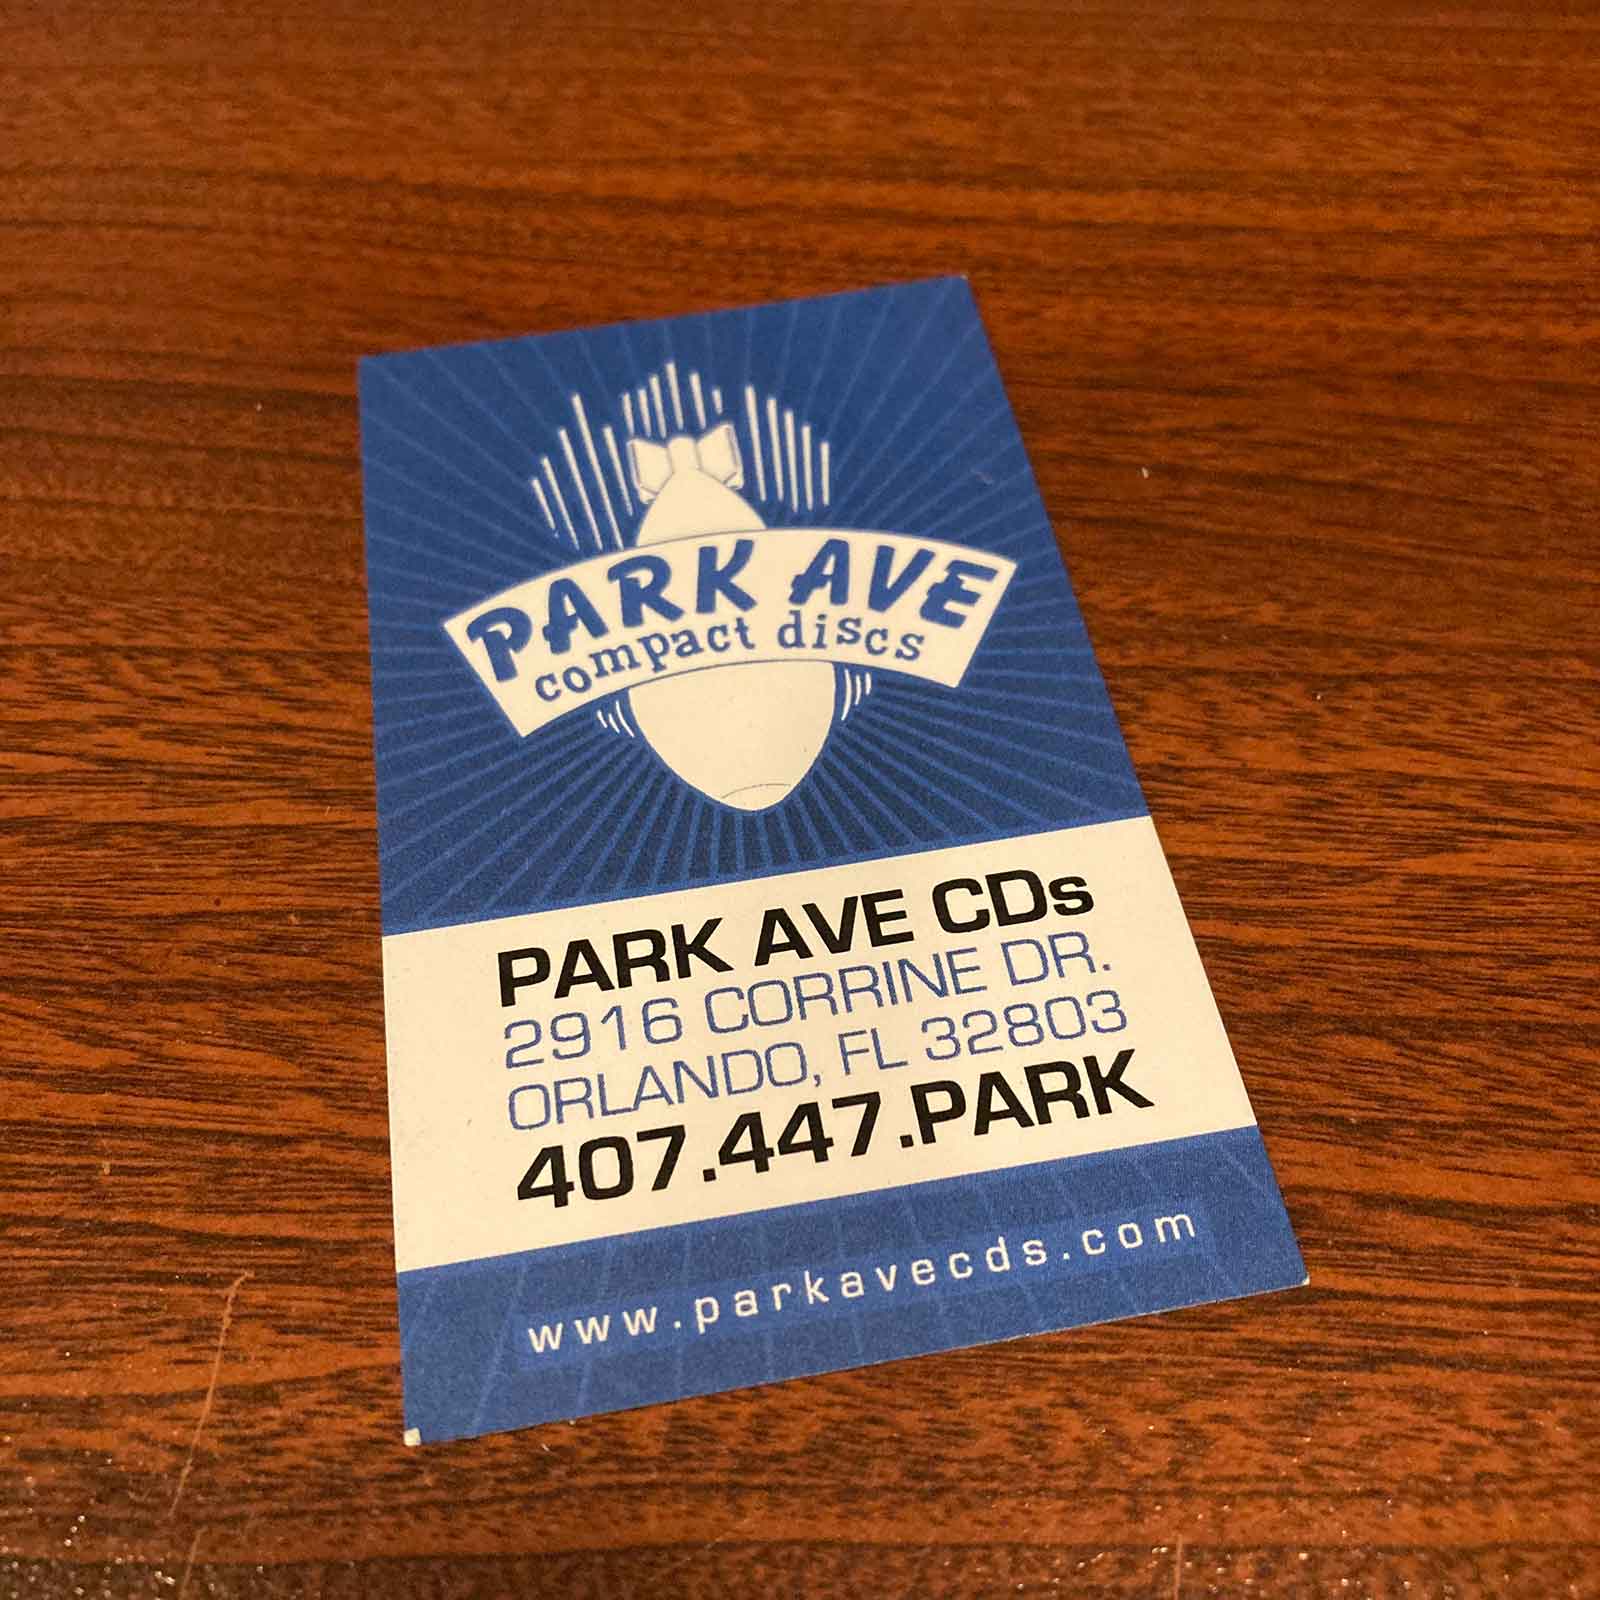 PARK AVE
compact discs
PARK AVE CDs
2916 CORRINE DR.
ORLANDO, FL 32803
407.447.PARK
www.parkavecds.com